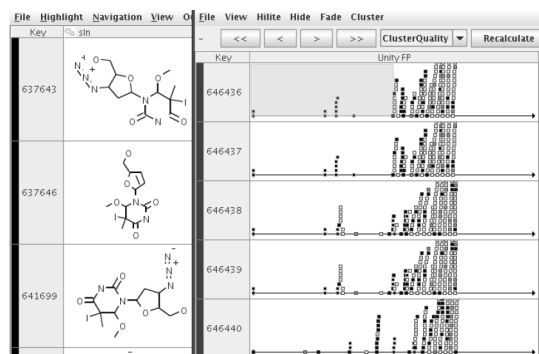 File Highlight Navigation View
Key sln
637643
637646
641699
File View Hilite Hide Fade Cluster
- << < > >> ClusterQuality Recalculate
Key Unity FP
646436
646437
646438
646439
646440